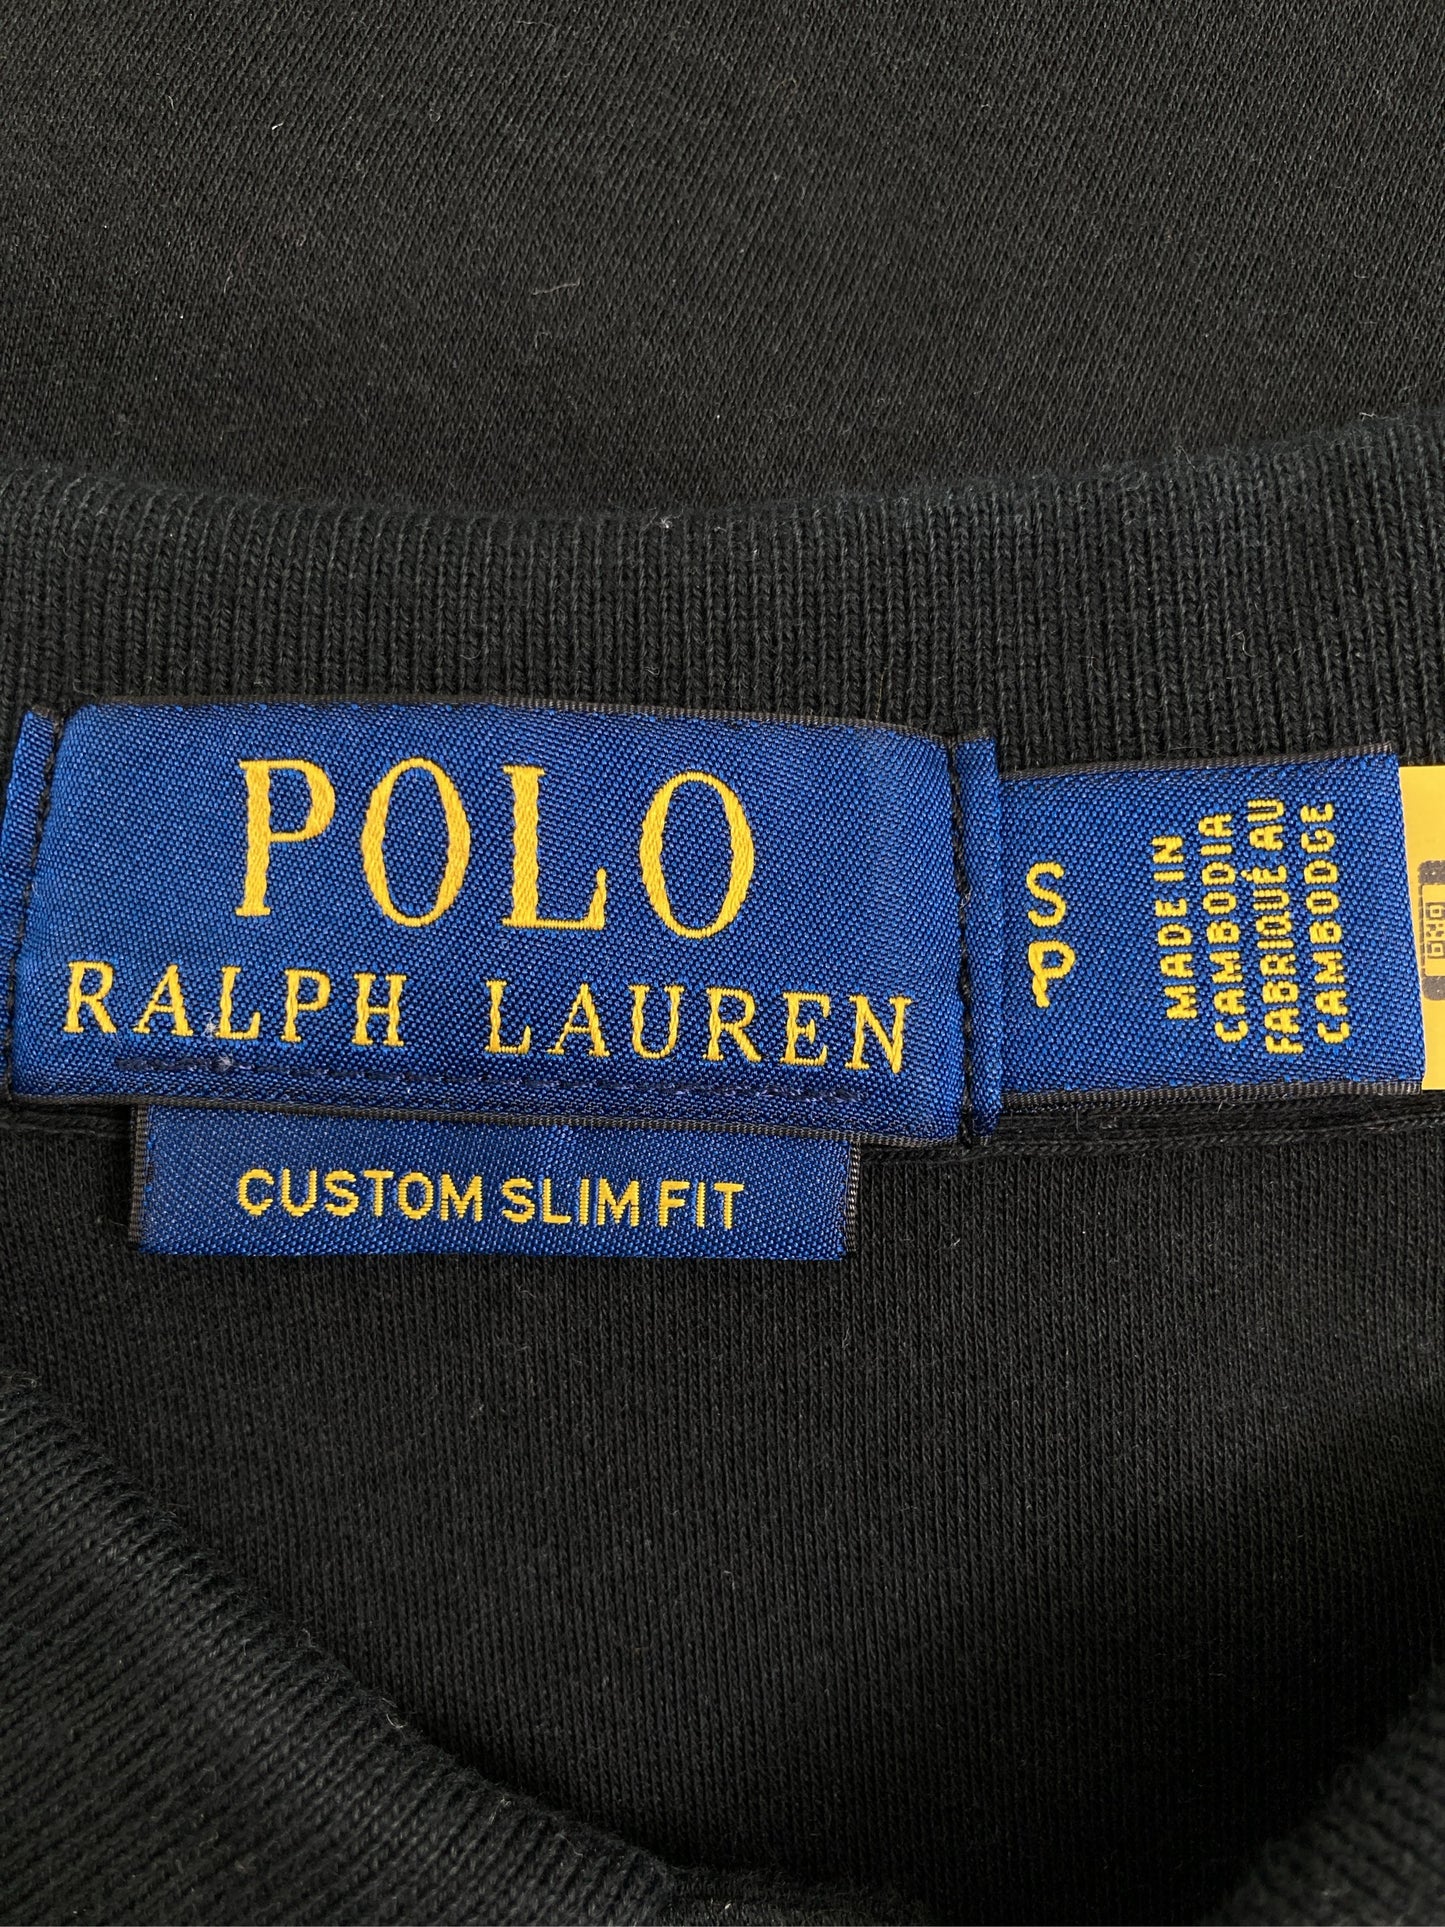 POLO
RALPH LAUREN
CUSTOM SLIM FIT
S
P
MADE IN
CAMBODIA
FABRIQUÉ AU
CAMBODGE